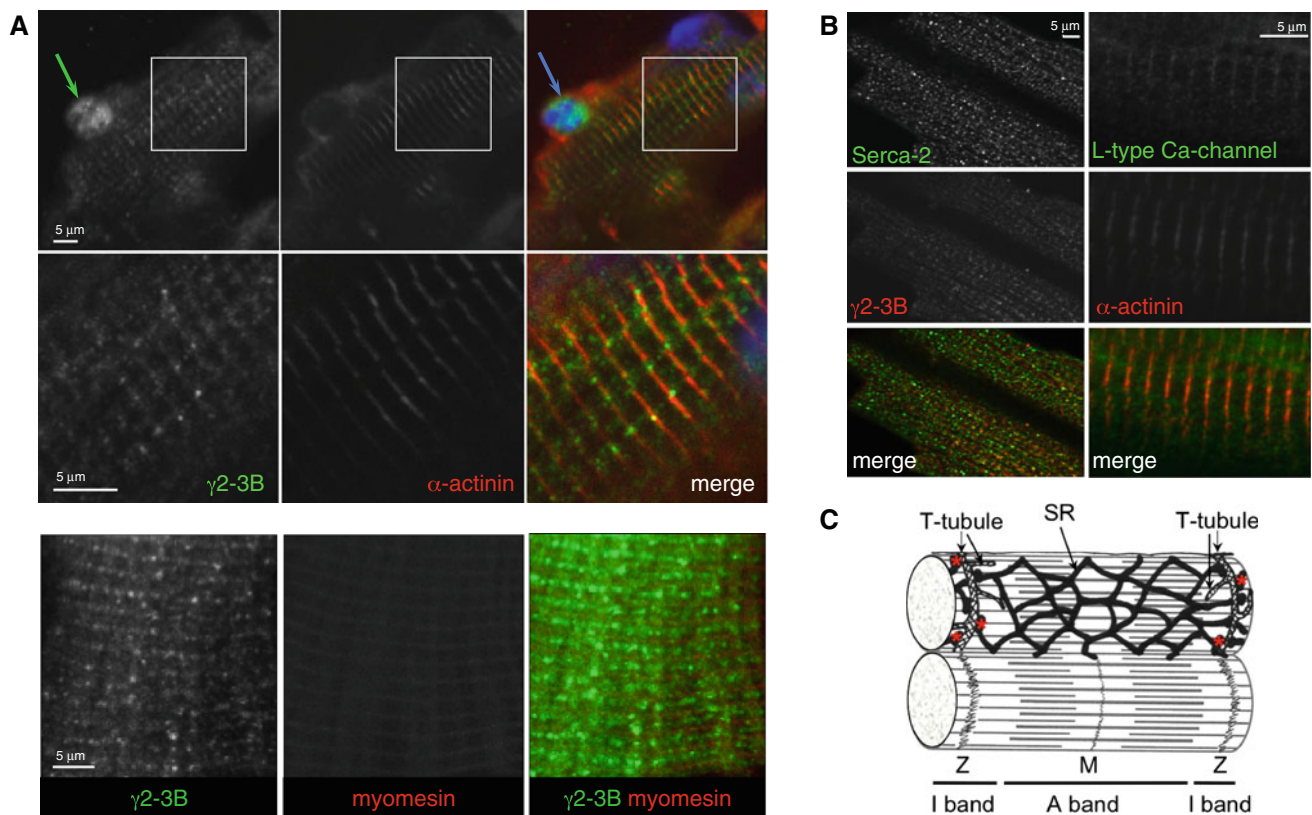 A
5 μm
5 μm
γ2-3B
α-actinin
merge
5 μm
γ2-3B
myomesin
γ2-3B myomesin
B
5 μm
5 μm
Serca-2
L-type Ca-channel
γ2-3B
α-actinin
merge
merge
C
T-tubule
SR
T-tubule
Z
M
Z
I band
A band
I band